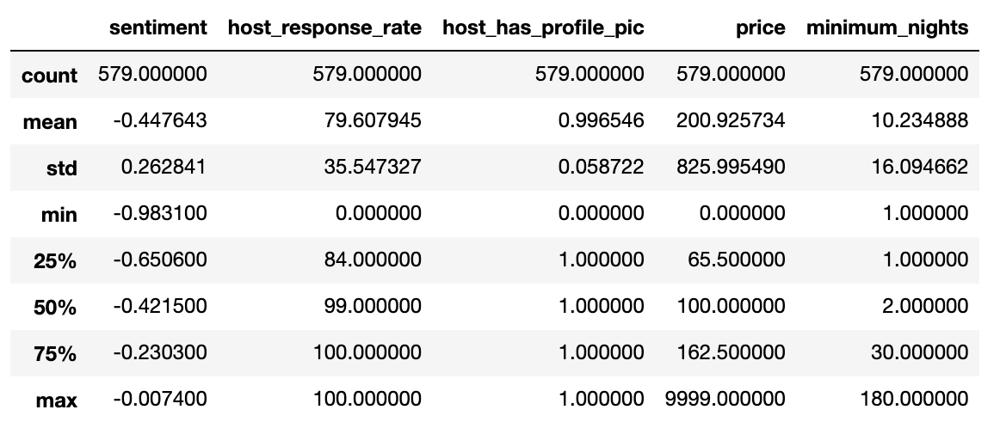 sentiment host_response_rate host_has_profile_pic price minimum_nights
count 579.000000 579.000000 579.000000 579.000000 579.000000
mean -0.447643 79.607945 0.996546 200.925734 10.234888
std 0.262841 35.547327 0.058722 825.995490 16.094662
min -0.983100 0.000000 0.000000 0.000000 1.000000
25% -0.650600 84.000000 1.000000 65.500000 1.000000
50% -0.421500 99.000000 1.000000 100.000000 2.000000
75% -0.230300 100.000000 1.000000 162.500000 30.000000
max -0.007400 100.000000 1.000000 9999.000000 180.000000